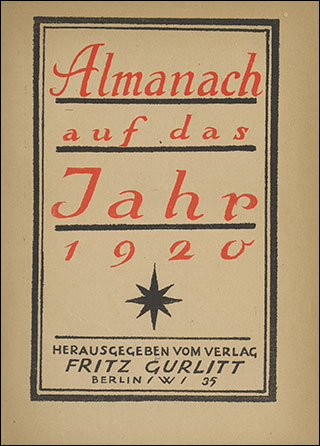 Almanach
auf das
Jahr
1920
HERAUSGEGEBEN VOM VERLAG
FRITZ GURLITT
BERLIN / W / 35